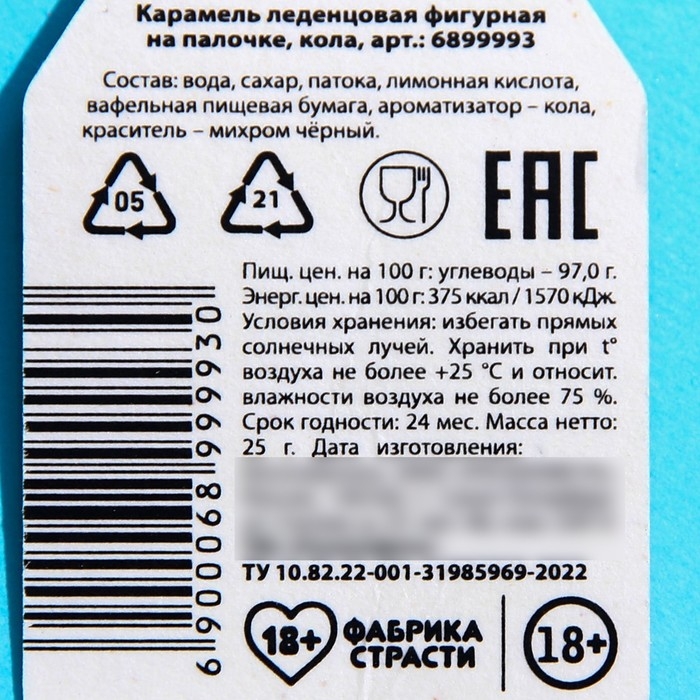 Карамель леденцовая фигурная
на палочке, кола, арт.: 6899993
Состав: вода, сахар, патока, лимонная кислота,
вафельная пищевая бумага, ароматизатор – кола,
краситель – михром чёрный.
05
21
EAC
Пищ. цен. на 100 г: углеводы – 97,0 г.
Энерг. цен. на 100 г: 375 ккал / 1570 кДж.
Условия хранения: избегать прямых
солнечных лучей. Хранить при t°
воздуха не более +25 °С и относит.
влажности воздуха не более 75 %.
Срок годности: 24 мес. Масса нетто:
25 г. Дата изготовления:
6900068999930
ТУ 10.82.22-001-31985969-2022
18+
ФАБРИКА
СТРАСТИ
18+